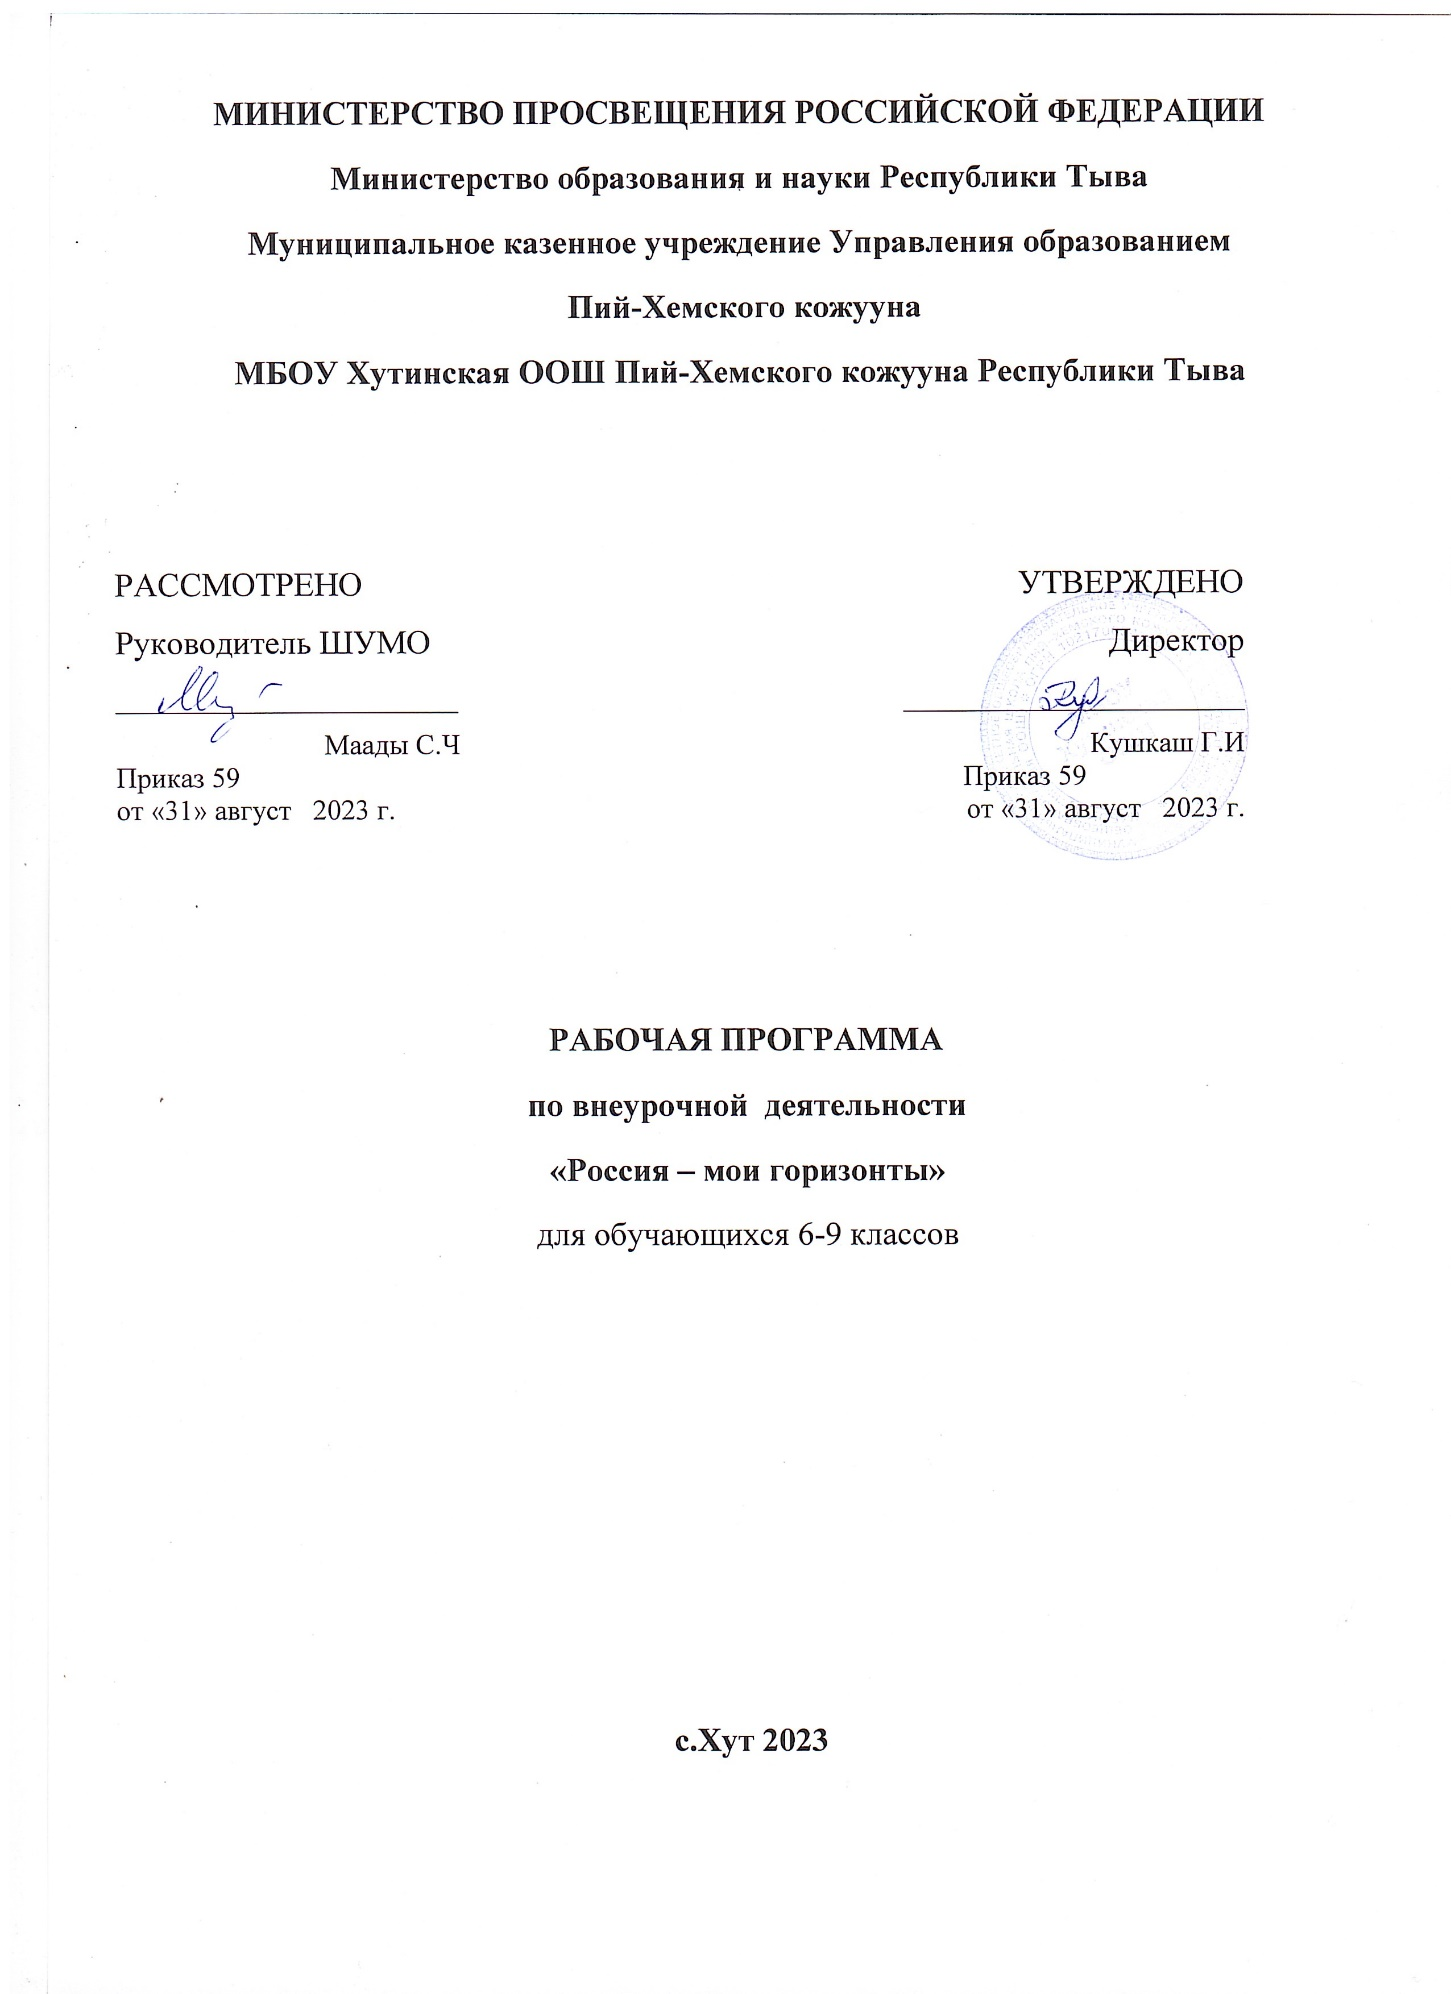 МИНИСТЕРСТВО ПРОСВЕЩЕНИЯ РОССИЙСКОЙ ФЕДЕРАЦИИ
Министерство образования и науки Республики Тыва
Муниципальное казенное учреждение Управления образованием
Пий-Хемского кожууна
МБОУ Хутинская ООШ Пий-Хемского кожууна Республики Тыва
РАССМОТРЕНО
Руководитель ШУМО
Маады С.Ч
Приказ 59
от «31» август 2023 г.
УТВЕРЖДЕНО
Директор
Кушкаш Г.И
Приказ 59
от «31» август 2023 г.
РАБОЧАЯ ПРОГРАММА
по внеурочной деятельности
«Россия – мои горизонты»
для обучающихся 6-9 классов
с.Хут 2023